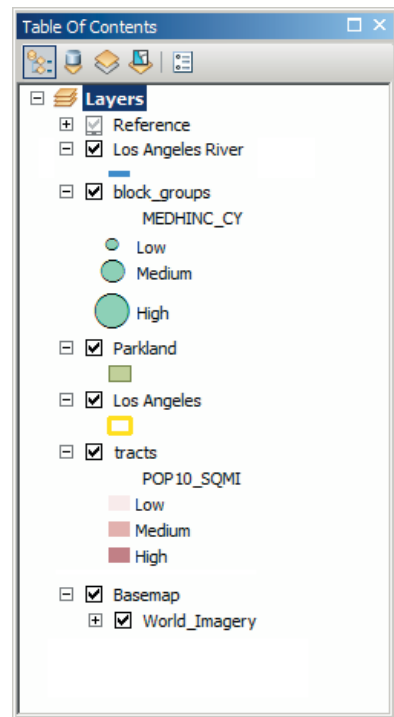 Table Of Contents
Layers
Reference
Los Angeles River
block_groups
MEDHINC_CY
Low
Medium
High
Parkland
Los Angeles
tracts
POP10_SQMI
Low
Medium
High
Basemap
World_Imagery